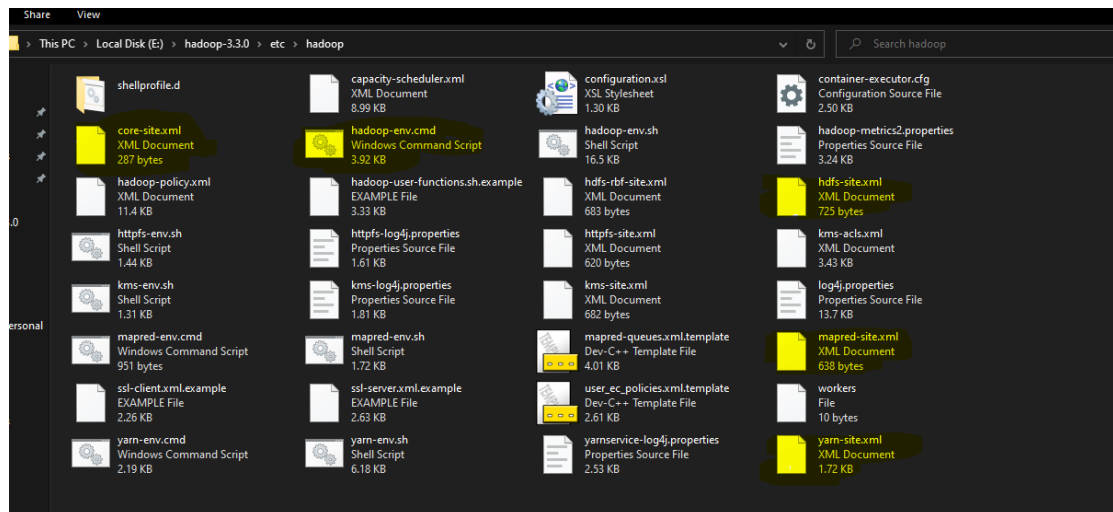 Share View
This PC > Local Disk (E:) > hadoop-3.3.0 > etc > hadoop
Search hadoop
shellprofile.d
capacity-scheduler.xml
XML Document
8.99 KB
configuration.xsl
XSL Stylesheet
1.30 KB
container-executor.cfg
Configuration Source File
2.50 KB
core-site.xml
XML Document
287 bytes
hadoop-env.cmd
Windows Command Script
3.92 KB
hadoop-env.sh
Shell Script
16.5 KB
hadoop-metrics2.properties
Properties Source File
3.24 KB
hadoop-policy.xml
XML Document
11.4 KB
hadoop-user-functions.sh.example
EXAMPLE File
3.33 KB
hdfs-rbf-site.xml
XML Document
683 bytes
hdfs-site.xml
XML Document
725 bytes
.0
httpfs-env.sh
Shell Script
1.44 KB
httpfs-log4j.properties
Properties Source File
1.61 KB
httpfs-site.xml
XML Document
620 bytes
kms-acls.xml
XML Document
3.43 KB
kms-env.sh
Shell Script
1.31 KB
kms-log4j.properties
Properties Source File
1.81 KB
kms-site.xml
XML Document
682 bytes
log4j.properties
Properties Source File
13.7 KB
ersonal
mapred-env.cmd
Windows Command Script
951 bytes
mapred-env.sh
Shell Script
1.72 KB
mapred-queues.xml.template
Dev-C++ Template File
4.01 KB
mapred-site.xml
XML Document
638 bytes
ssl-client.xml.example
EXAMPLE File
2.26 KB
ssl-server.xml.example
EXAMPLE File
2.63 KB
user_ec_policies.xml.template
Dev-C++ Template File
2.61 KB
workers
File
10 bytes
yarn-env.cmd
Windows Command Script
2.19 KB
yarn-env.sh
Shell Script
6.18 KB
yarnservice-log4j.properties
Properties Source File
2.53 KB
yarn-site.xml
XML Document
1.72 KB